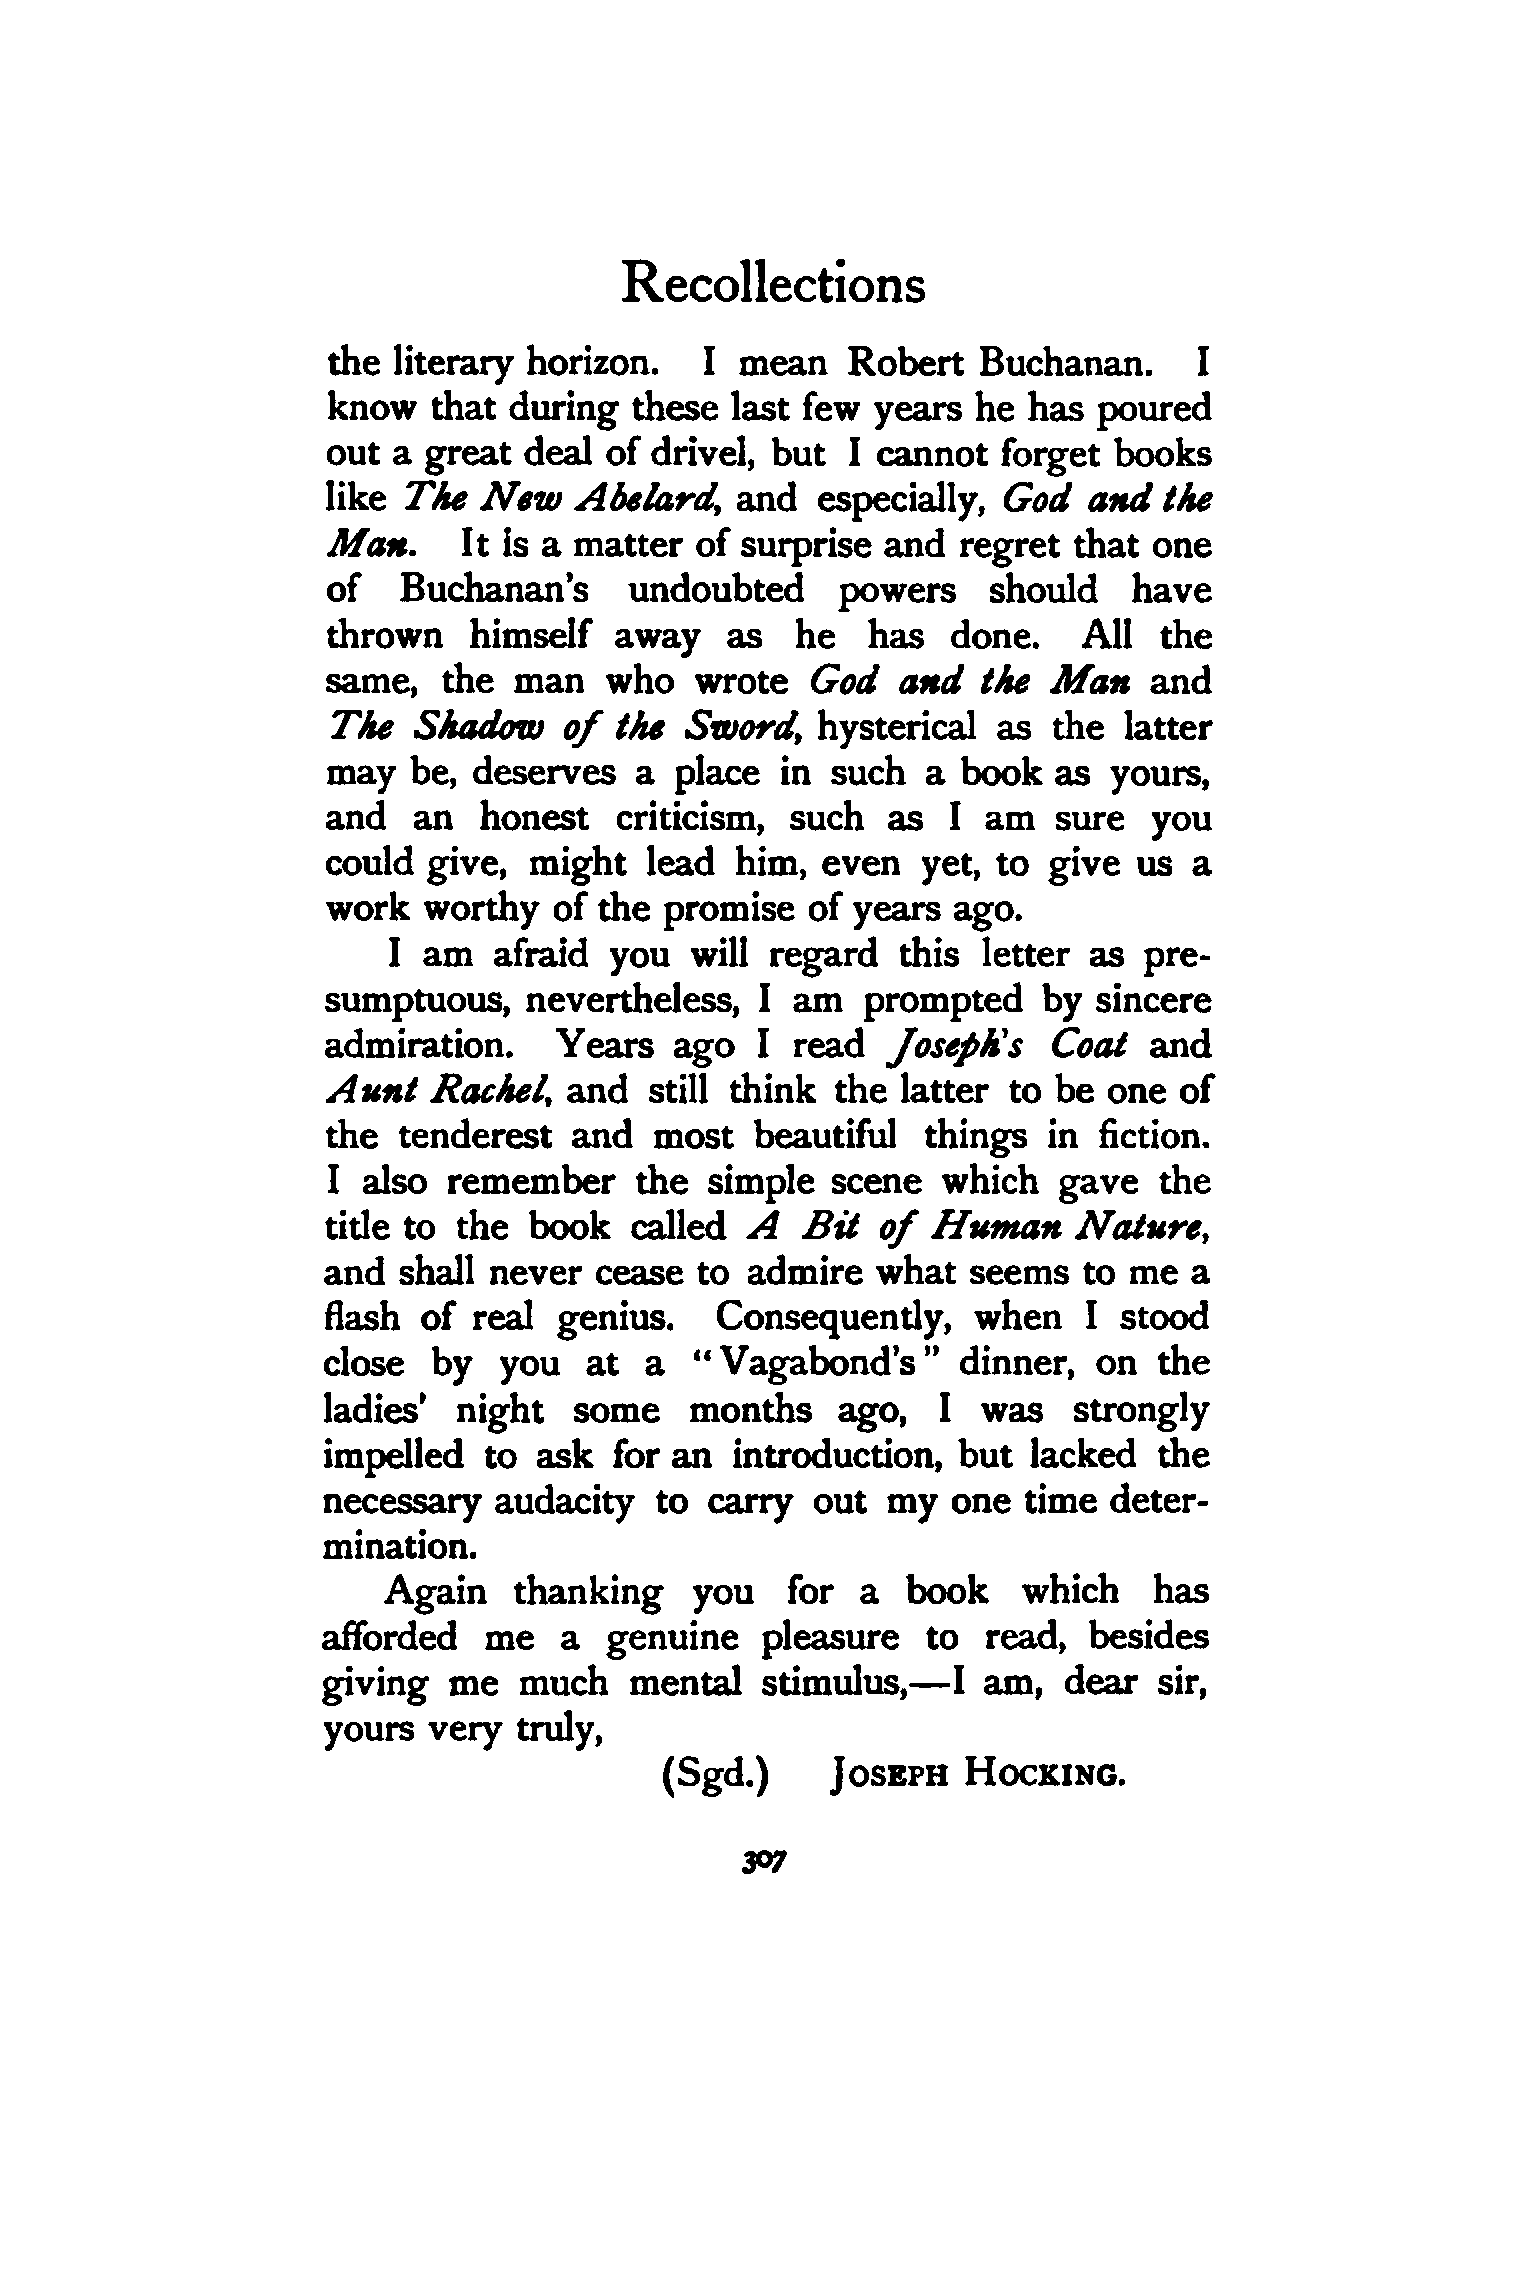 Recollections
the literary horizon. I mean Robert Buchanan. I
know that during these last few years he has poured
out a great deal of drivel, but I cannot forget books
like The New Abelard, and especially, God and the
Man. It is a matter of surprise and regret that one
of Buchanan's undoubted powers should have
thrown himself away as he has done. All the
same, the man who wrote God and the Man and
The Shadow of the Sword, hysterical as the latter
may be, deserves a place in such a book as yours,
and an honest criticism, such as I am sure you
could give, might lead him, even yet, to give us a
work worthy of the promise of years ago.
I am afraid you will regard this letter as pre-
sumptuous, nevertheless, I am prompted by sincere
admiration. Years ago I read Joseph's Coat and
Aunt Rachel, and still think the latter to be one of
the tenderest and most beautiful things in fiction.
I also remember the simple scene which gave the
title to the book called A Bit of Human Nature,
and shall never cease to admire what seems to me a
flash of real genius. Consequently, when I stood
close by you at a "Vagabond's" dinner, on the
ladies' night some months ago, I was strongly
impelled to ask for an introduction, but lacked the
necessary audacity to carry out my one time deter-
mination.
Again thanking you for a book which has
afforded me a genuine pleasure to read, besides
giving me much mental stimulus,—I am, dear sir,
yours very truly,
(Sgd.) JOSEPH HOCKING.
307